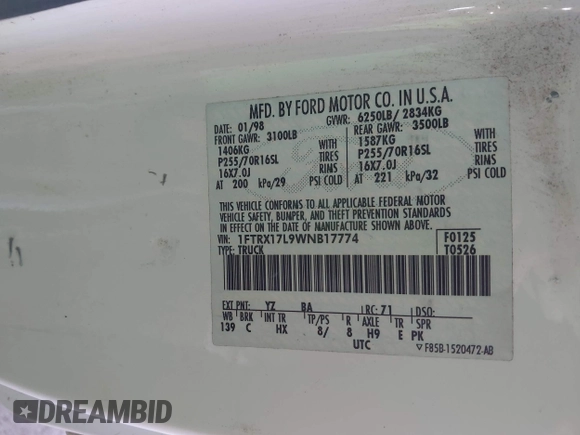 MFD. BY FORD MOTOR CO. IN U.S.A.
DATE: 01/98 GVWR: 6250LB/ 2834KG
FRONT GAWR: 3100LB REAR GAWR: 3500LB
1406KG WITH 1587KG WITH
P255/70R16SL TIRES P255/70R16SL TIRES
16X7.0J RIMS 16X7.0J RIMS
AT 200 kPa/29 PSI COLD AT 221 kPa/32 PSI COLD
THIS VEHICLE CONFORMS TO ALL APPLICABLE FEDERAL MOTOR
VEHICLE SAFETY, BUMPER, AND THEFT PREVENTION STANDARDS
IN EFFECT ON THE DATE OF MANUFACTURE SHOWN ABOVE.
VIN: 1FTRX17L9WNB17774 F0125
TYPE: TRUCK T0526
EXT PNT: YZ BA RC: 71 DSO:
WB BRK INT TR TP/PS R AXLE TR SPR
139 C HX 8/ 8 H9 E PK
UTC F85B-1520472-AB
DREAMBID